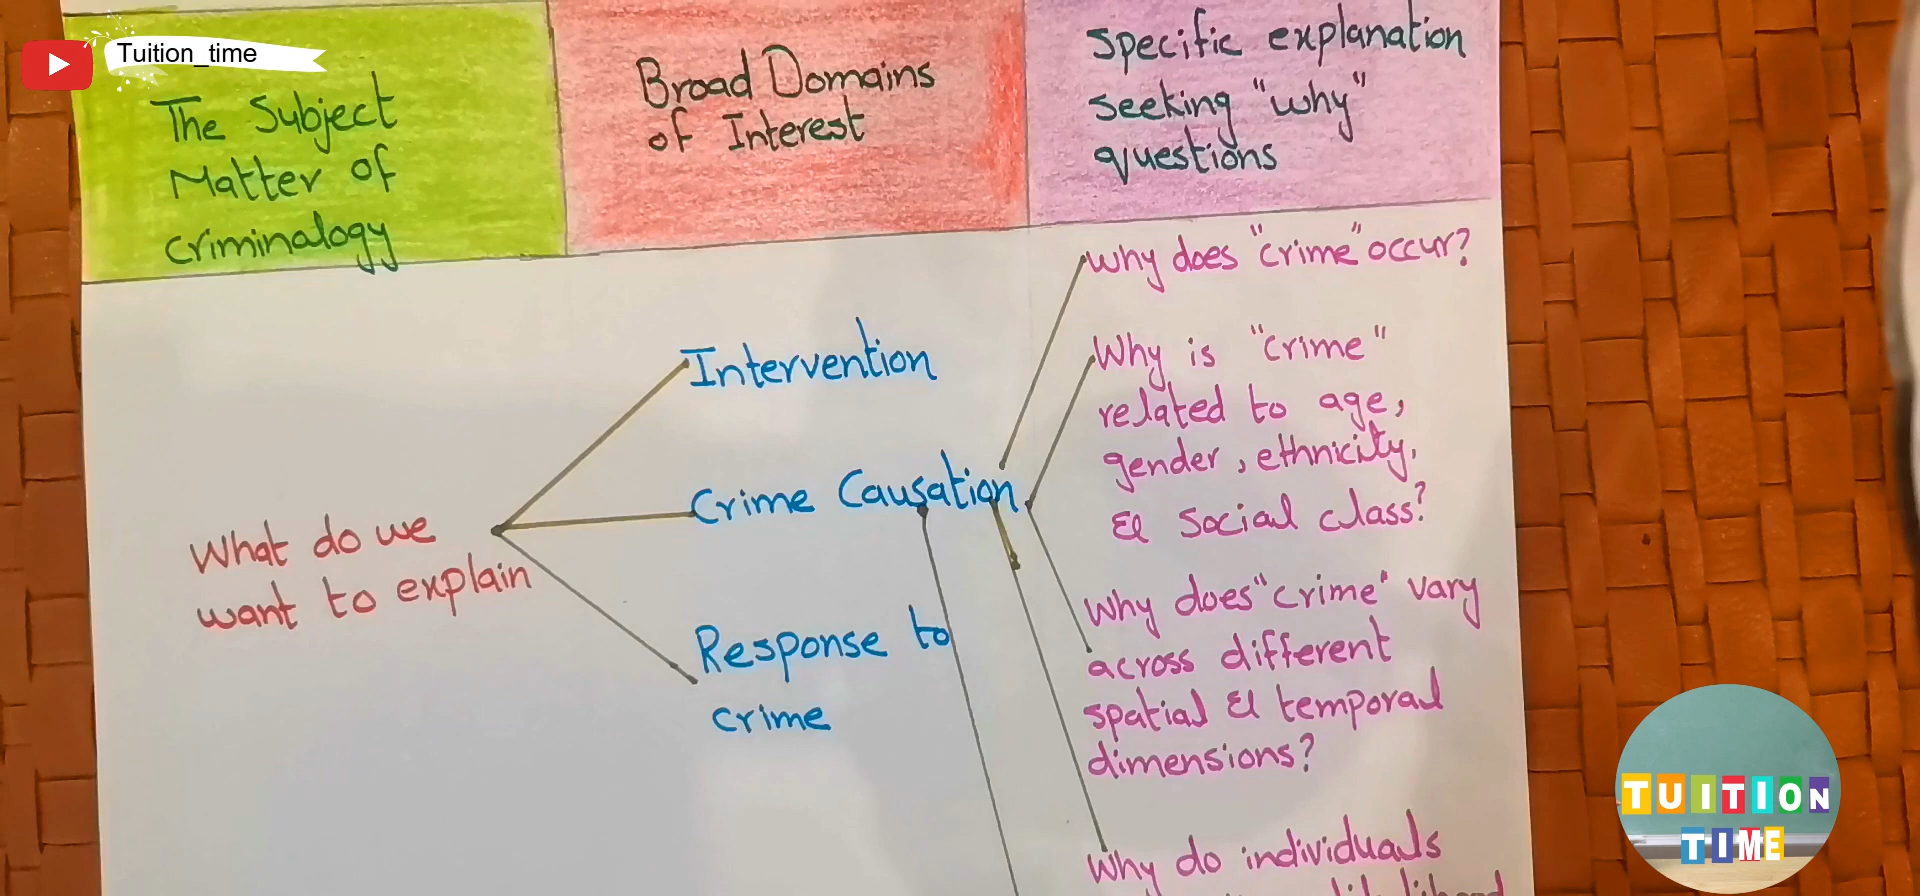 Tuition_time
The Subject
Matter of
criminalogy
Broad Domains
of Interest
Specific explanation
seeking "why"
questions
What do we
want to explain
Intervention
Crime Causation
Response to
crime
Why does "crime" occur?
Why is "crime"
related to age,
gender, ethnicity,
& Social class?
Why does "crime" vary
across different
spatial & temporal
dimensions?
Why do individuals
TUITION
TIME